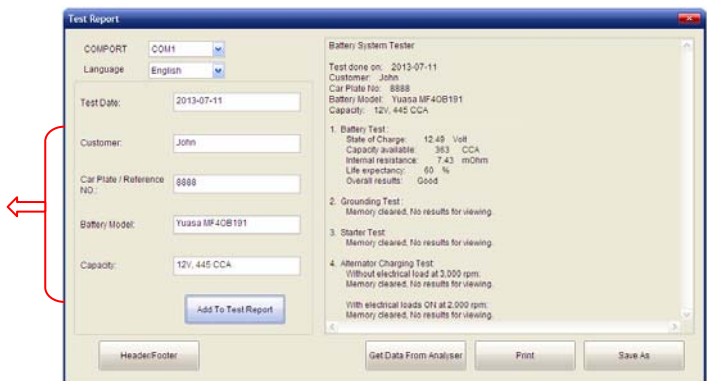 Test Report
COMPORT
COM1
Language
English
Test Date:
2013-07-11
Customer:
John
Car Plate / Reference
NO.:
8888
Battery Model:
Yuasa MF40B191
Capacity:
12V, 445 CCA
Add To Test Report
Battery System Tester
Test done on: 2013-07-11
Customer: John
Car Plate No: 8888
Battery Model: Yuasa MF40B191
Capacity: 12V, 445 CCA
1. Battery Test :
State of Charge: 12.49 Volt
Capacity available: 363 CCA
Internal resistance: 7.43 mOhm
Life expectancy: 60 %
Overall results: Good
2. Grounding Test :
Memory cleared, No results for viewing.
3. Starter Test:
Memory cleared, No results for viewing.
4. Alternator Charging Test:
Without electrical load at 3,000 rpm:
Memory cleared, No results for viewing.
With electrical loads ON at 2,000 rpm:
Memory cleared, No results for viewing.
Header/Footer
Get Data From Analyser
Print
Save As